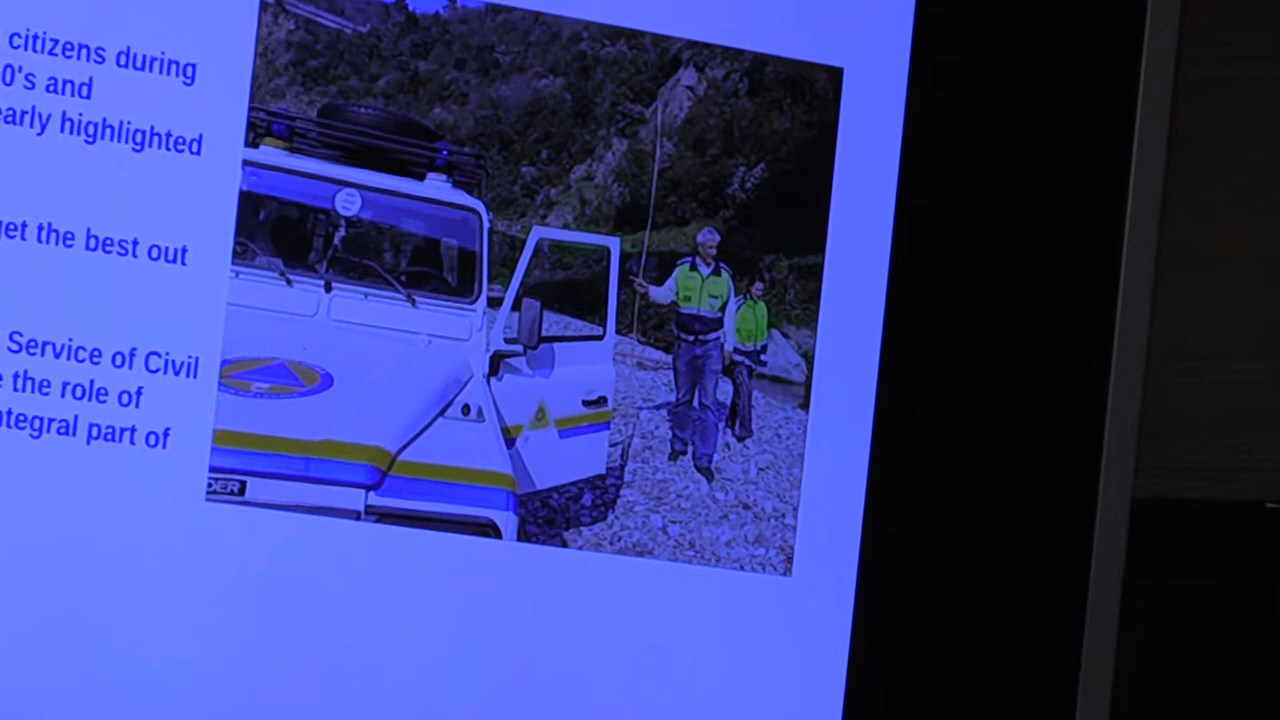 citizens during
0's and
early highlighted
get the best out
Service of Civil
the role of
ntegral part of
DER